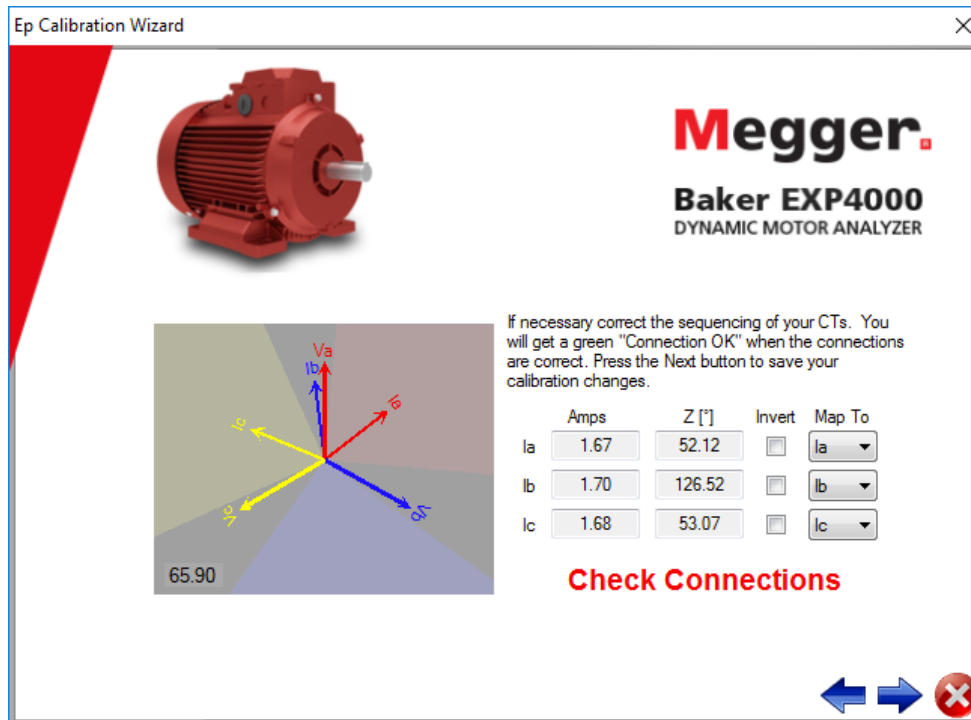 Ep Calibration Wizard
Megger.
Baker EXP4000
DYNAMIC MOTOR ANALYZER
If necessary correct the sequencing of your CTs. You
will get a green "Connection OK" when the connections
are correct. Press the Next button to save your
calibration changes.
Amps Z [°] Invert Map To
Ia 1.67 52.12 Ia
Ib 1.70 126.52 Ib
Ic 1.68 53.07 Ic
Check Connections
Va
Ib
Ia
Ic
Vc
Vb
65.90